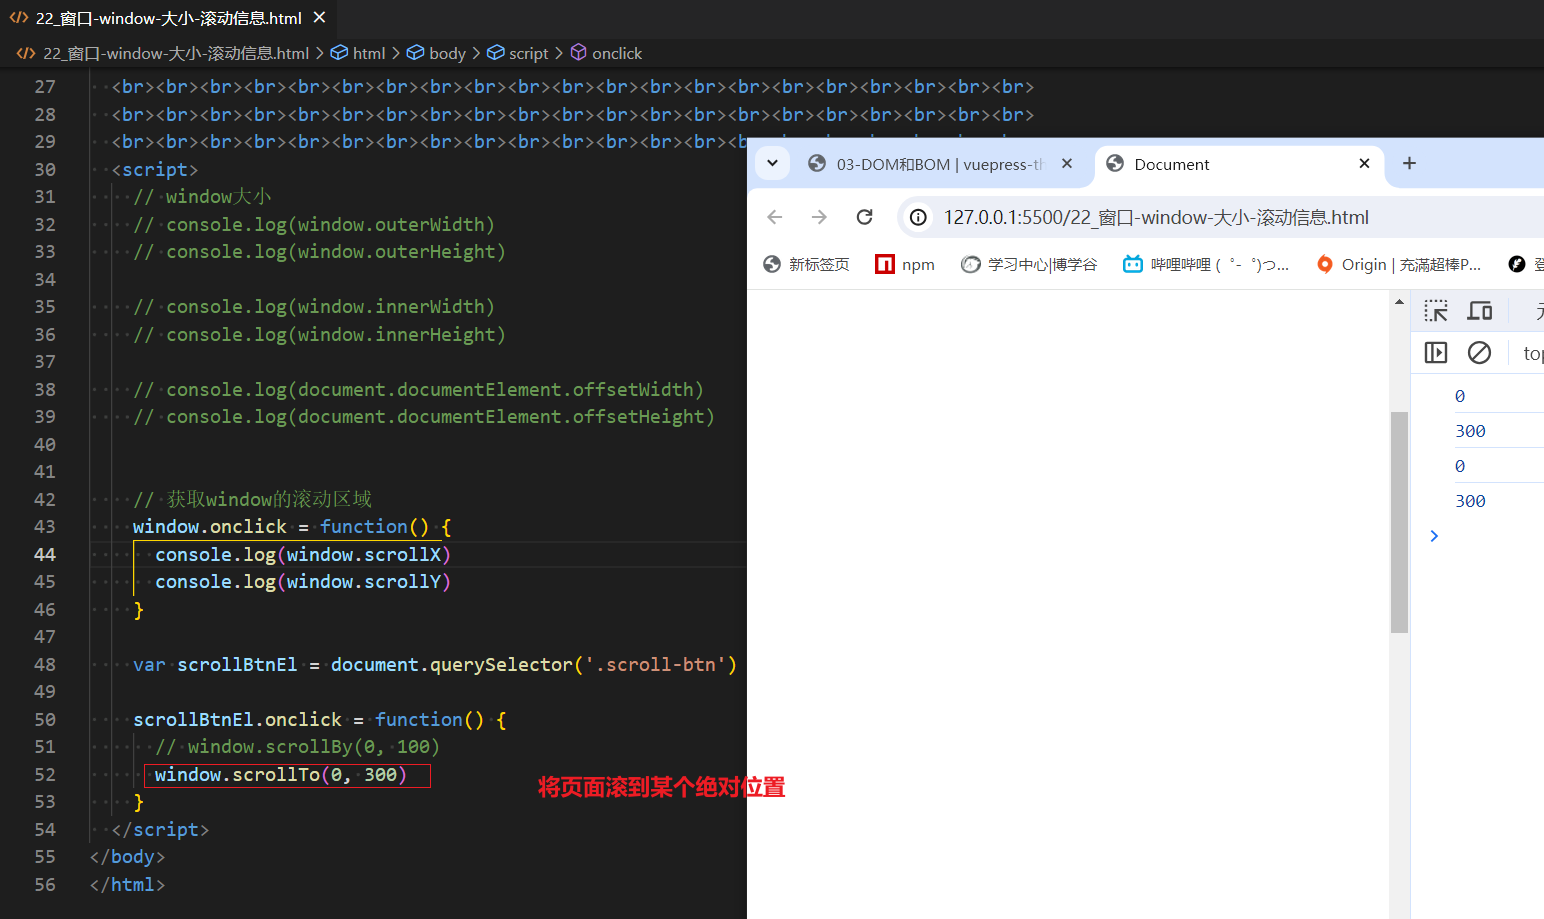 22_窗口-window-大小-滚动信息.html
22_窗口-window-大小-滚动信息.html > html > body > script > onclick
27 <br><br><br><br><br><br><br><br><br><br><br><br><br><br><br><br><br><br><br><br><br>
28 <br><br><br><br><br><br><br><br><br><br><br><br><br><br><br><br><br><br><br><br><br>
29 <br><br><br><br><br><br><br><br><br><br><br><br><br><br><b
30 <script>
31 // window大小
32 // console.log(window.outerWidth)
33 // console.log(window.outerHeight)
34
35 // console.log(window.innerWidth)
36 // console.log(window.innerHeight)
37
38 // console.log(document.documentElement.offsetWidth)
39 // console.log(document.documentElement.offsetHeight)
40
41
42 // 获取window的滚动区域
43 window.onclick = function() {
44 console.log(window.scrollX)
45 console.log(window.scrollY)
46 }
47
48 var scrollBtnEl = document.querySelector('.scroll-btn')
49
50 scrollBtnEl.onclick = function() {
51 // window.scrollBy(0, 100)
52 window.scrollTo(0, 300)
将页面滚到某个绝对位置
53 }
54 </script>
55 </body>
56 </html>
03-DOM和BOM | vuepress-th
Document
127.0.0.1:5500/22_窗口-window-大小-滚动信息.html
新标签页 npm 学习中心|博学谷 哔哩哔哩 (゜-゜)つ... Origin | 充满超棒P...
top
0
300
0
300